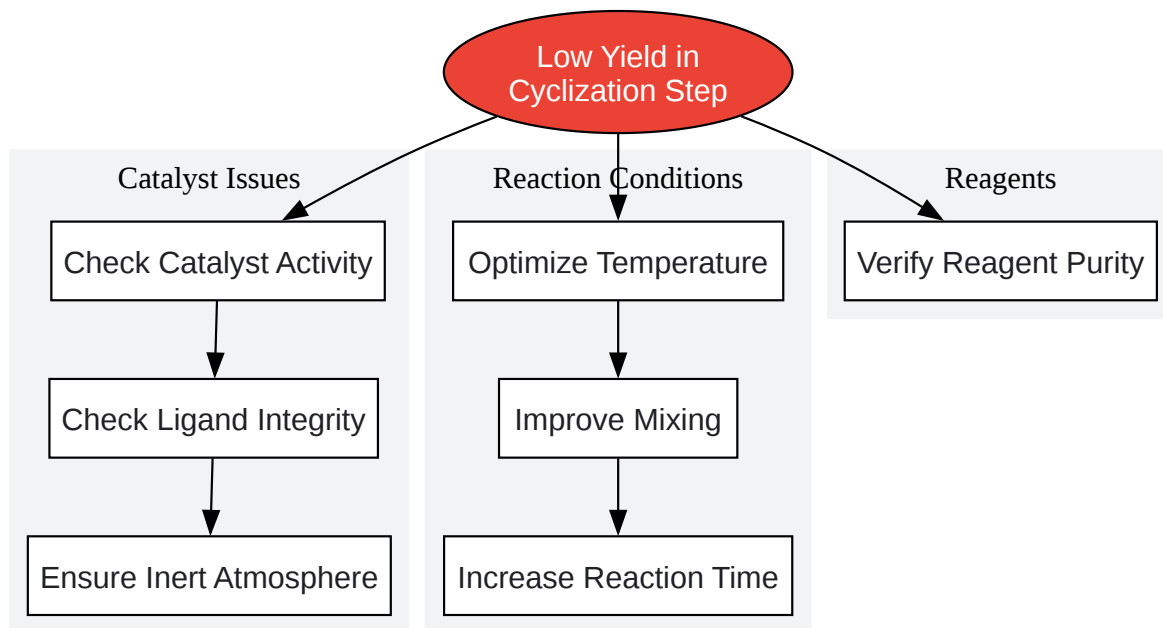 Low Yield in
Cyclization Step
Catalyst Issues
Check Catalyst Activity
Check Ligand Integrity
Ensure Inert Atmosphere
Reaction Conditions
Optimize Temperature
Improve Mixing
Increase Reaction Time
Reagents
Verify Reagent Purity